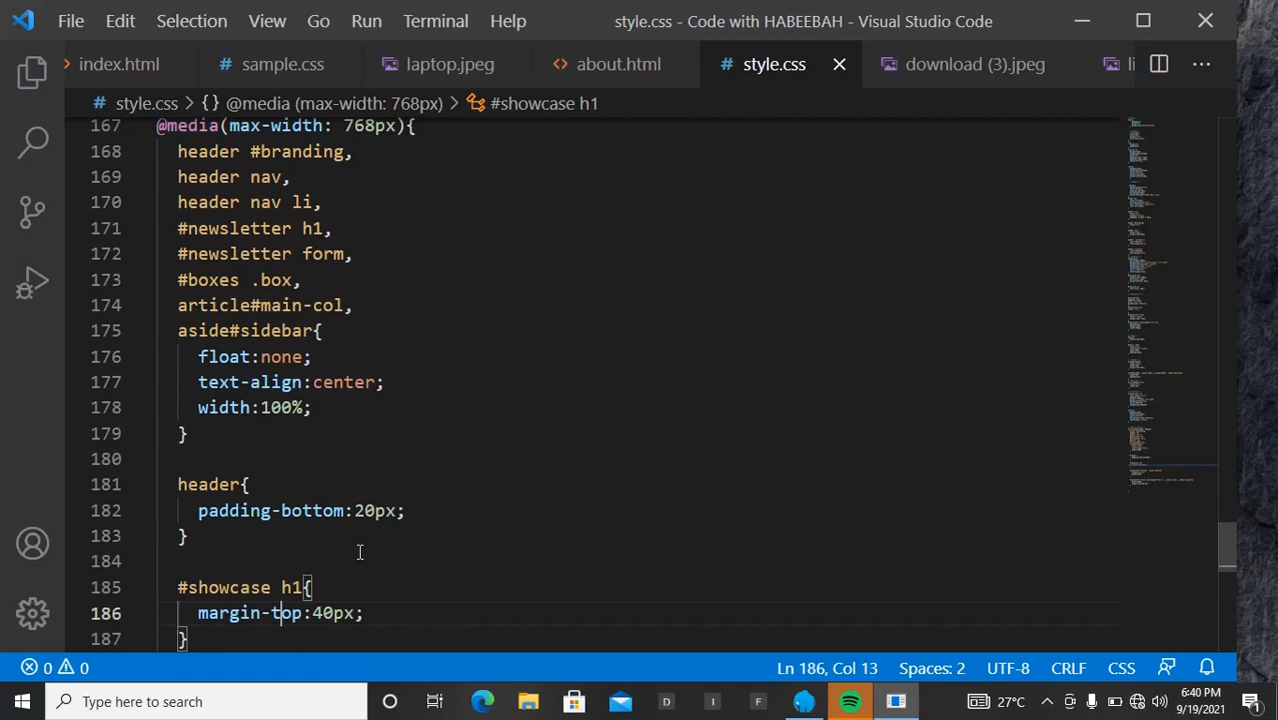 File Edit Selection View Go Run Terminal Help style.css - Code with HABEEBAH - Visual Studio Code
index.html # sample.css laptop.jpeg <> about.html # style.css download (3).jpeg li
# style.css > {} @media (max-width: 768px) > #showcase h1
167 @media(max-width: 768px){
168 header #branding,
169 header nav,
170 header nav li,
171 #newsletter h1,
172 #newsletter form,
173 #boxes .box,
174 article#main-col,
175 aside#sidebar{
176 float:none;
177 text-align:center;
178 width:100%;
179 }
180
181 header{
182 padding-bottom:20px;
183 }
184
185 #showcase h1{
186 margin-top:40px;
187 }
0 0 Ln 186, Col 13 Spaces: 2 UTF-8 CRLF CSS
Type here to search D I F 27°C 6:40 PM
9/19/2021 1